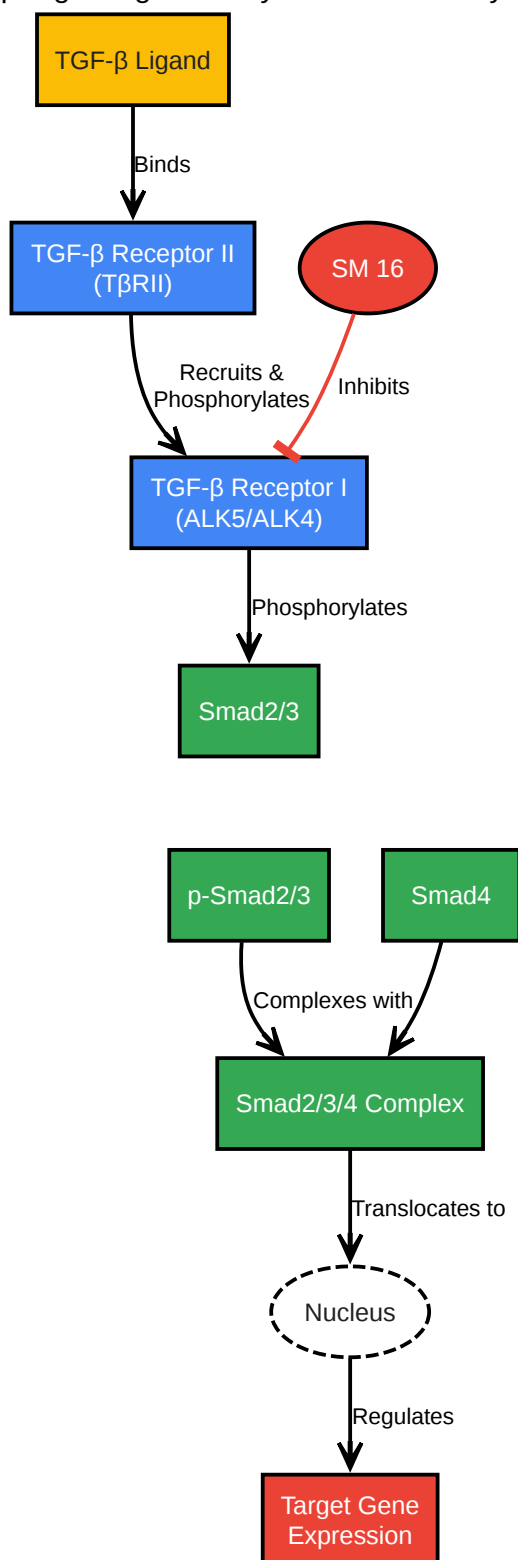 TGF-β Ligand
Binds
TGF-β Receptor II
(TβRII)
SM 16
Recruits &
Phosphorylates
Inhibits
TGF-β Receptor I
(ALK5/ALK4)
Phosphorylates
Smad2/3
p-Smad2/3
Smad4
Complexes with
Smad2/3/4 Complex
Translocates to
Nucleus
Regulates
Target Gene
Expression